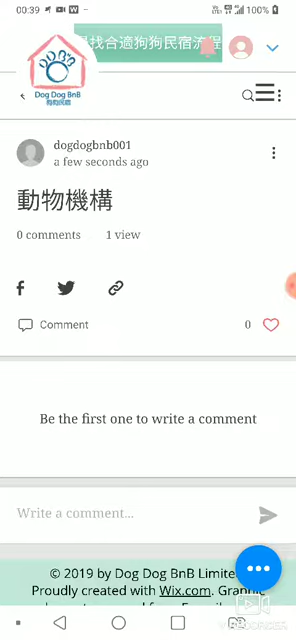 00:39
100%
尋找合適狗狗民宿流程
Dog Dog BnB
狗狗民宿
dogdogbnb001
a few seconds ago
動物機構
0 comments 1 view
Comment 0
Be the first one to write a comment
Write a comment...
© 2019 by Dog Dog BnB Limite
Proudly created with Wix.com. Graphic